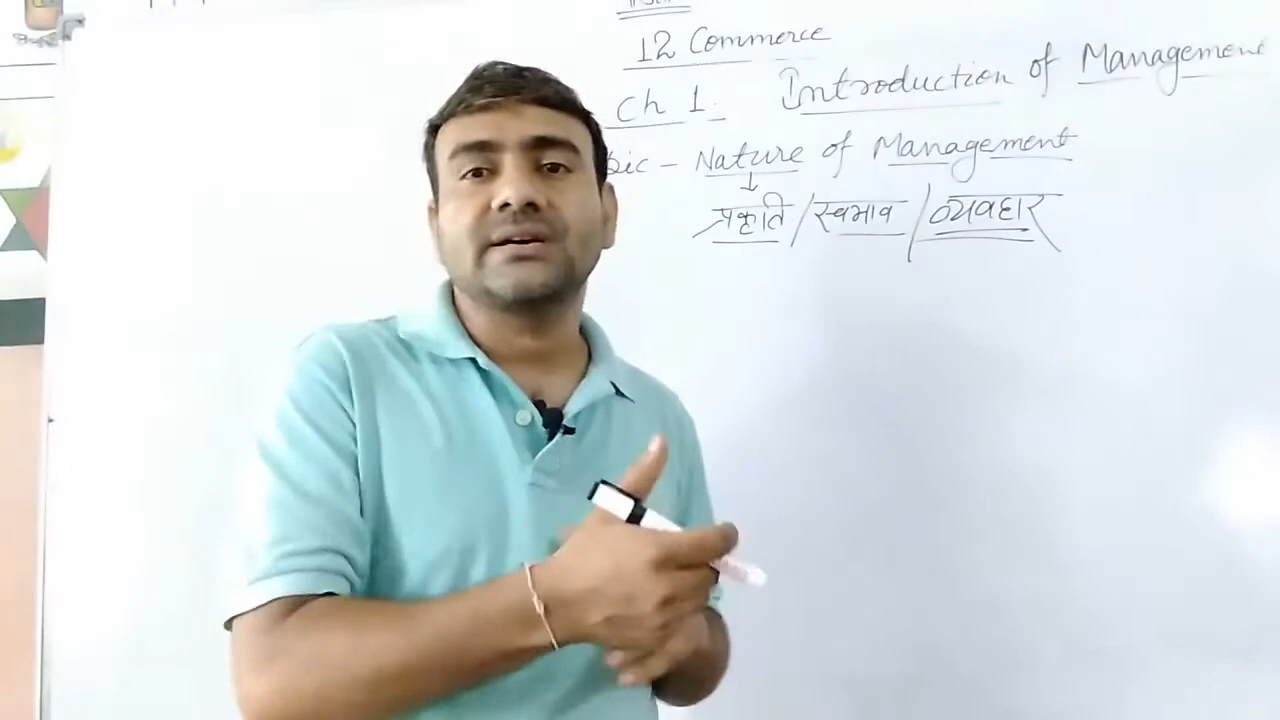 12 Commerce
Ch 1. Introduction of Management
- Nature of Management
प्रकृति / स्वभाव / व्यवहार